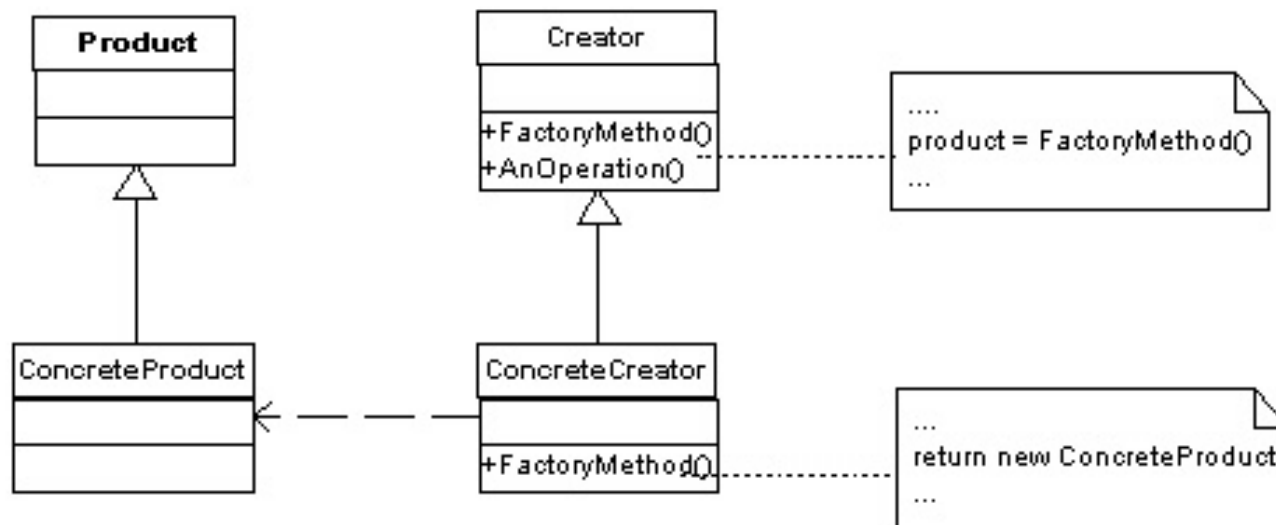 Product
Creator
+FactoryMethod()
+AnOperation()
....
product = FactoryMethod()
...
ConcreteProduct
ConcreteCreator
+FactoryMethod()
...
return new ConcreteProduct
...